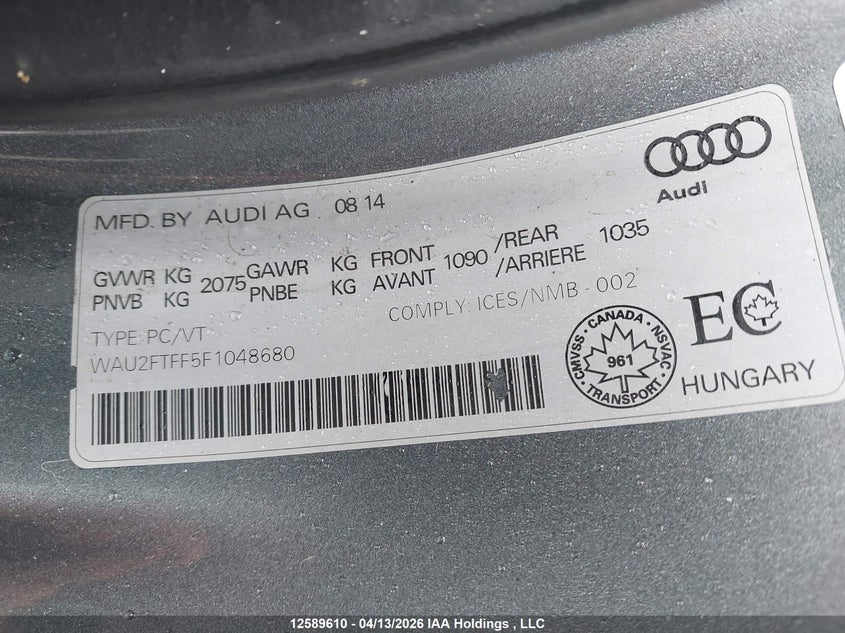 Audi
MFD. BY AUDI AG 08 14
GVWR KG 2075 GAWR KG FRONT 1090 /REAR 1035
PNVB KG PNBE KG AVANT /ARRIERE
COMPLY. ICES/NMB - 002
TYPE: PC/VT
WAU2FTFF5F1048680
CANADA
CMVSS · NSVAC
961
TRANSPORT
EC
HUNGARY
12589610 - 04/13/2026 IAA Holdings , LLC